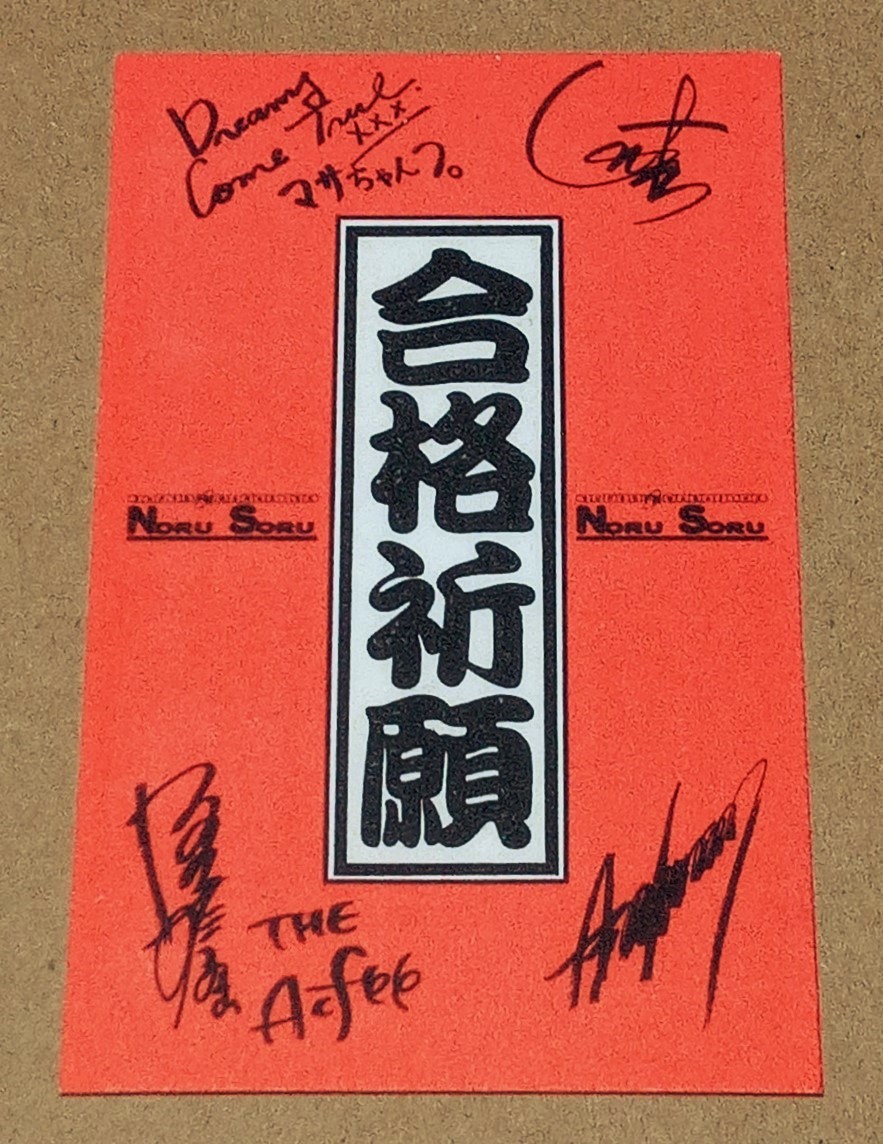 Dreams
Come True.
xxx
マサちゃんフ。
合格祈願
NORU SORU
NORU SORU
THE
Alfee